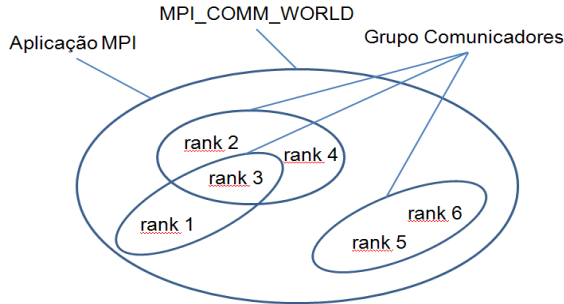 MPI_COMM_WORLD
Aplicação MPI
Grupo Comunicadores
rank 2
rank 4
rank 3
rank 1
rank 6
rank 5